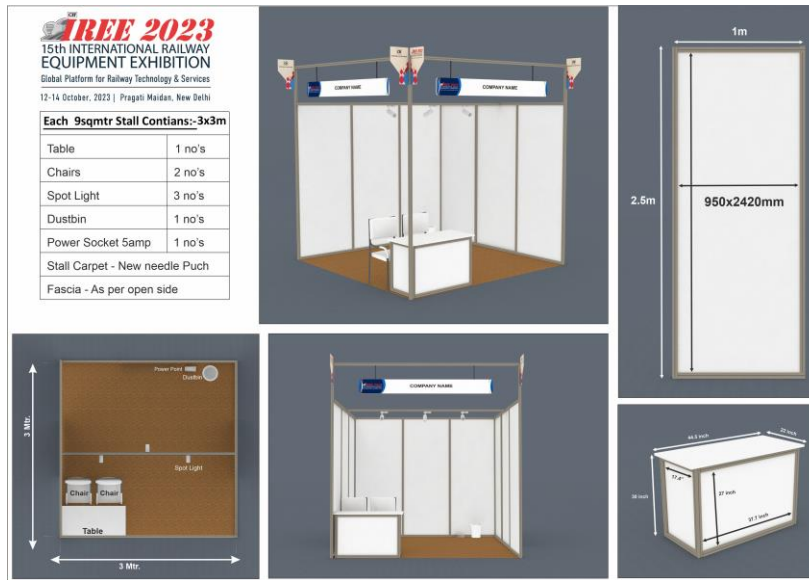 IREE 2023
15th INTERNATIONAL RAILWAY
EQUIPMENT EXHIBITION
Global Platform for Railway Technology & Services
12-14 October, 2023 | Pragati Maidan, New Delhi
Each 9sqmtr Stall Contians:-3x3m
Table 1 no's
Chairs 2 no's
Spot Light 3 no's
Dustbin 1 no's
Power Socket 5amp 1 no's
Stall Carpet - New needle Puch
Fascia - As per open side
COMPANY NAME
COMPANY NAME
1m
2.5m
950x2420mm
3 Mtr.
Power Point
Dustbin
Spot Light
Chair Chair
Table
3 Mtr.
COMPANY NAME